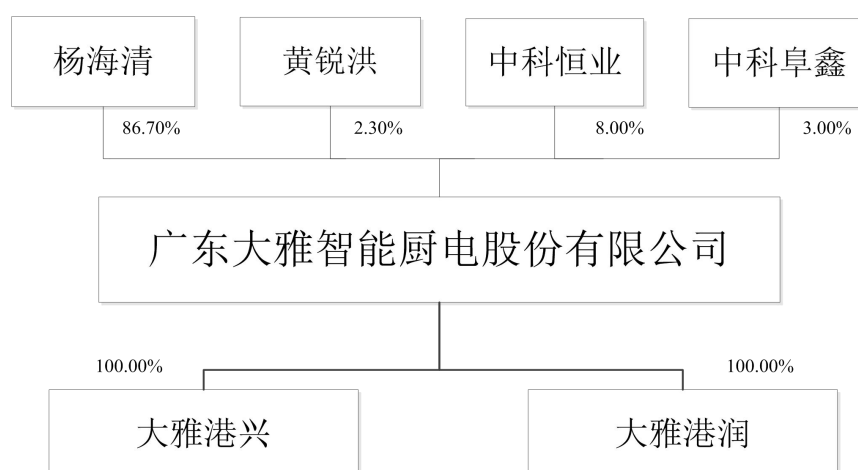 杨海清
黄锐洪
中科恒业
中科阜鑫
86.70%
2.30%
8.00%
3.00%
广东大雅智能厨电股份有限公司
100.00%
100.00%
大雅港兴
大雅港润